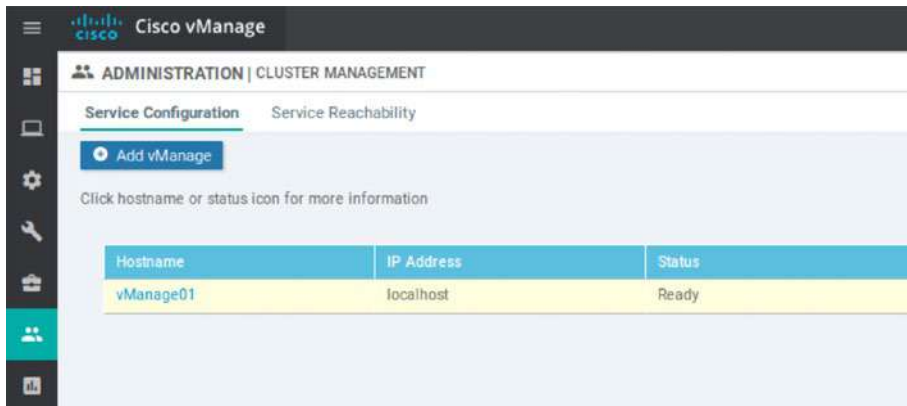 cisco Cisco vManage
ADMINISTRATION | CLUSTER MANAGEMENT
Service Configuration Service Reachability
Add vManage
Click hostname or status icon for more information
Hostname IP Address Status
vManage01 localhost Ready